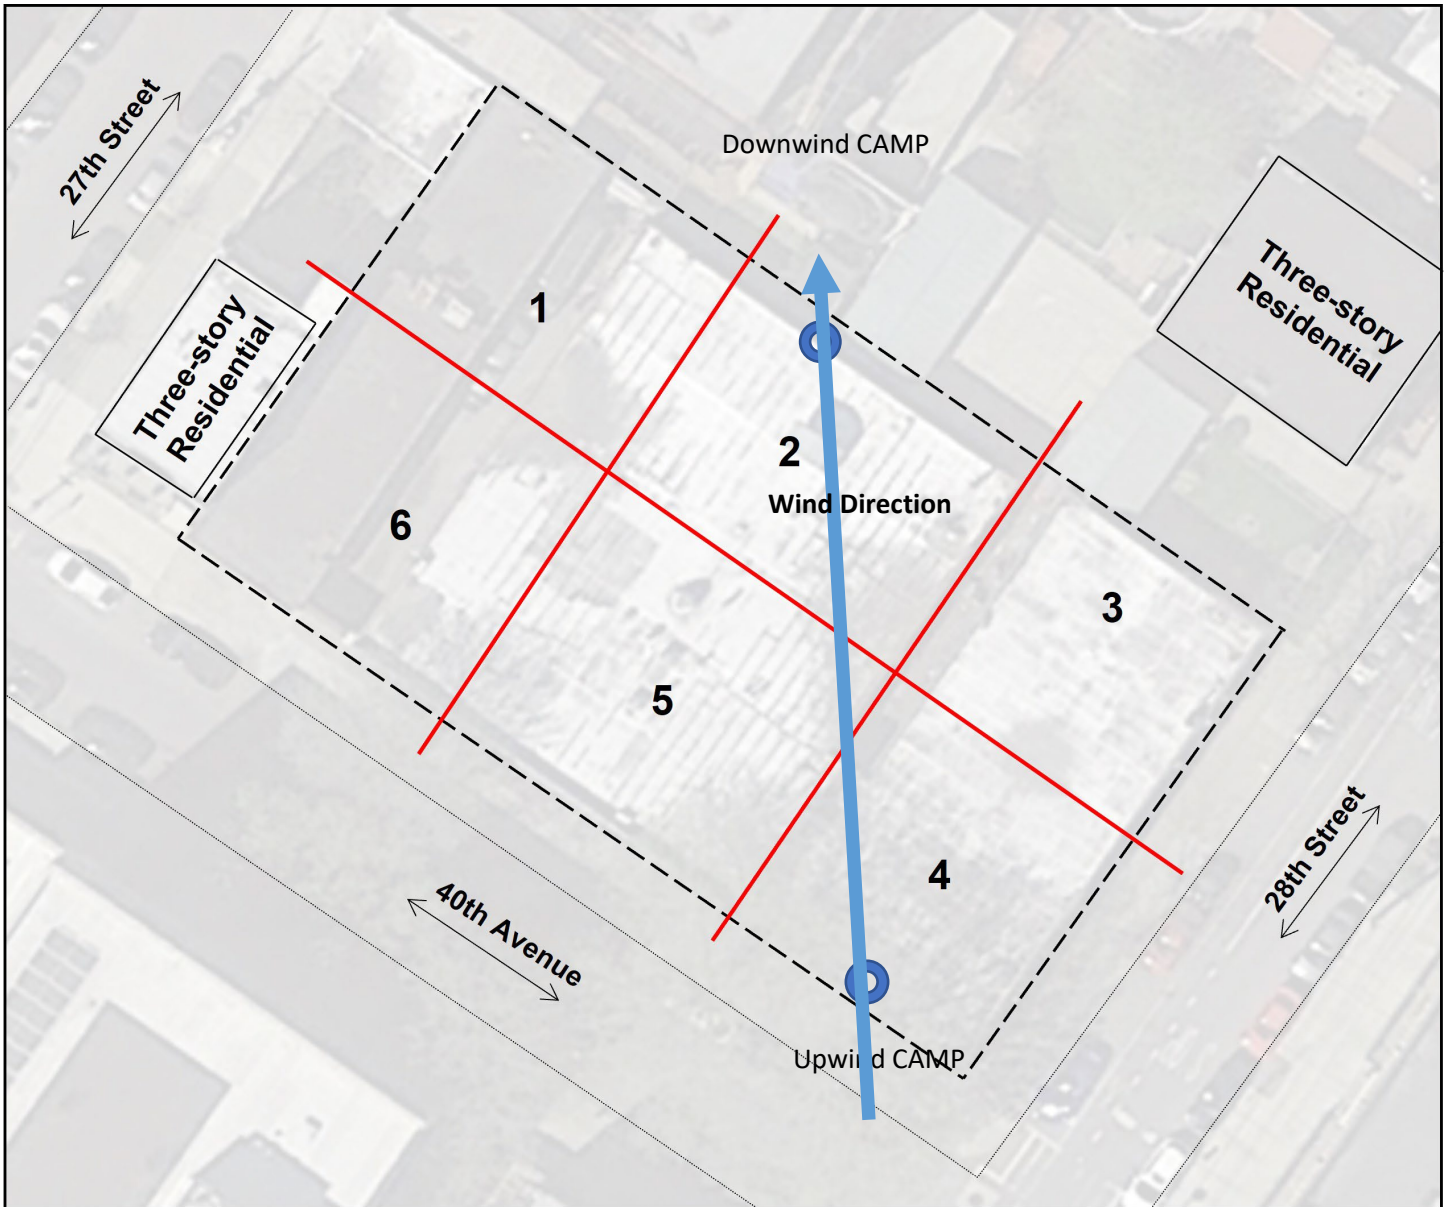 27th Street
Downwind CAMP
Three-story
Residential
1
Three-story
Residential
2
Wind Direction
6
3
5
4
28th Street
40th Avenue
Upwind CAMP